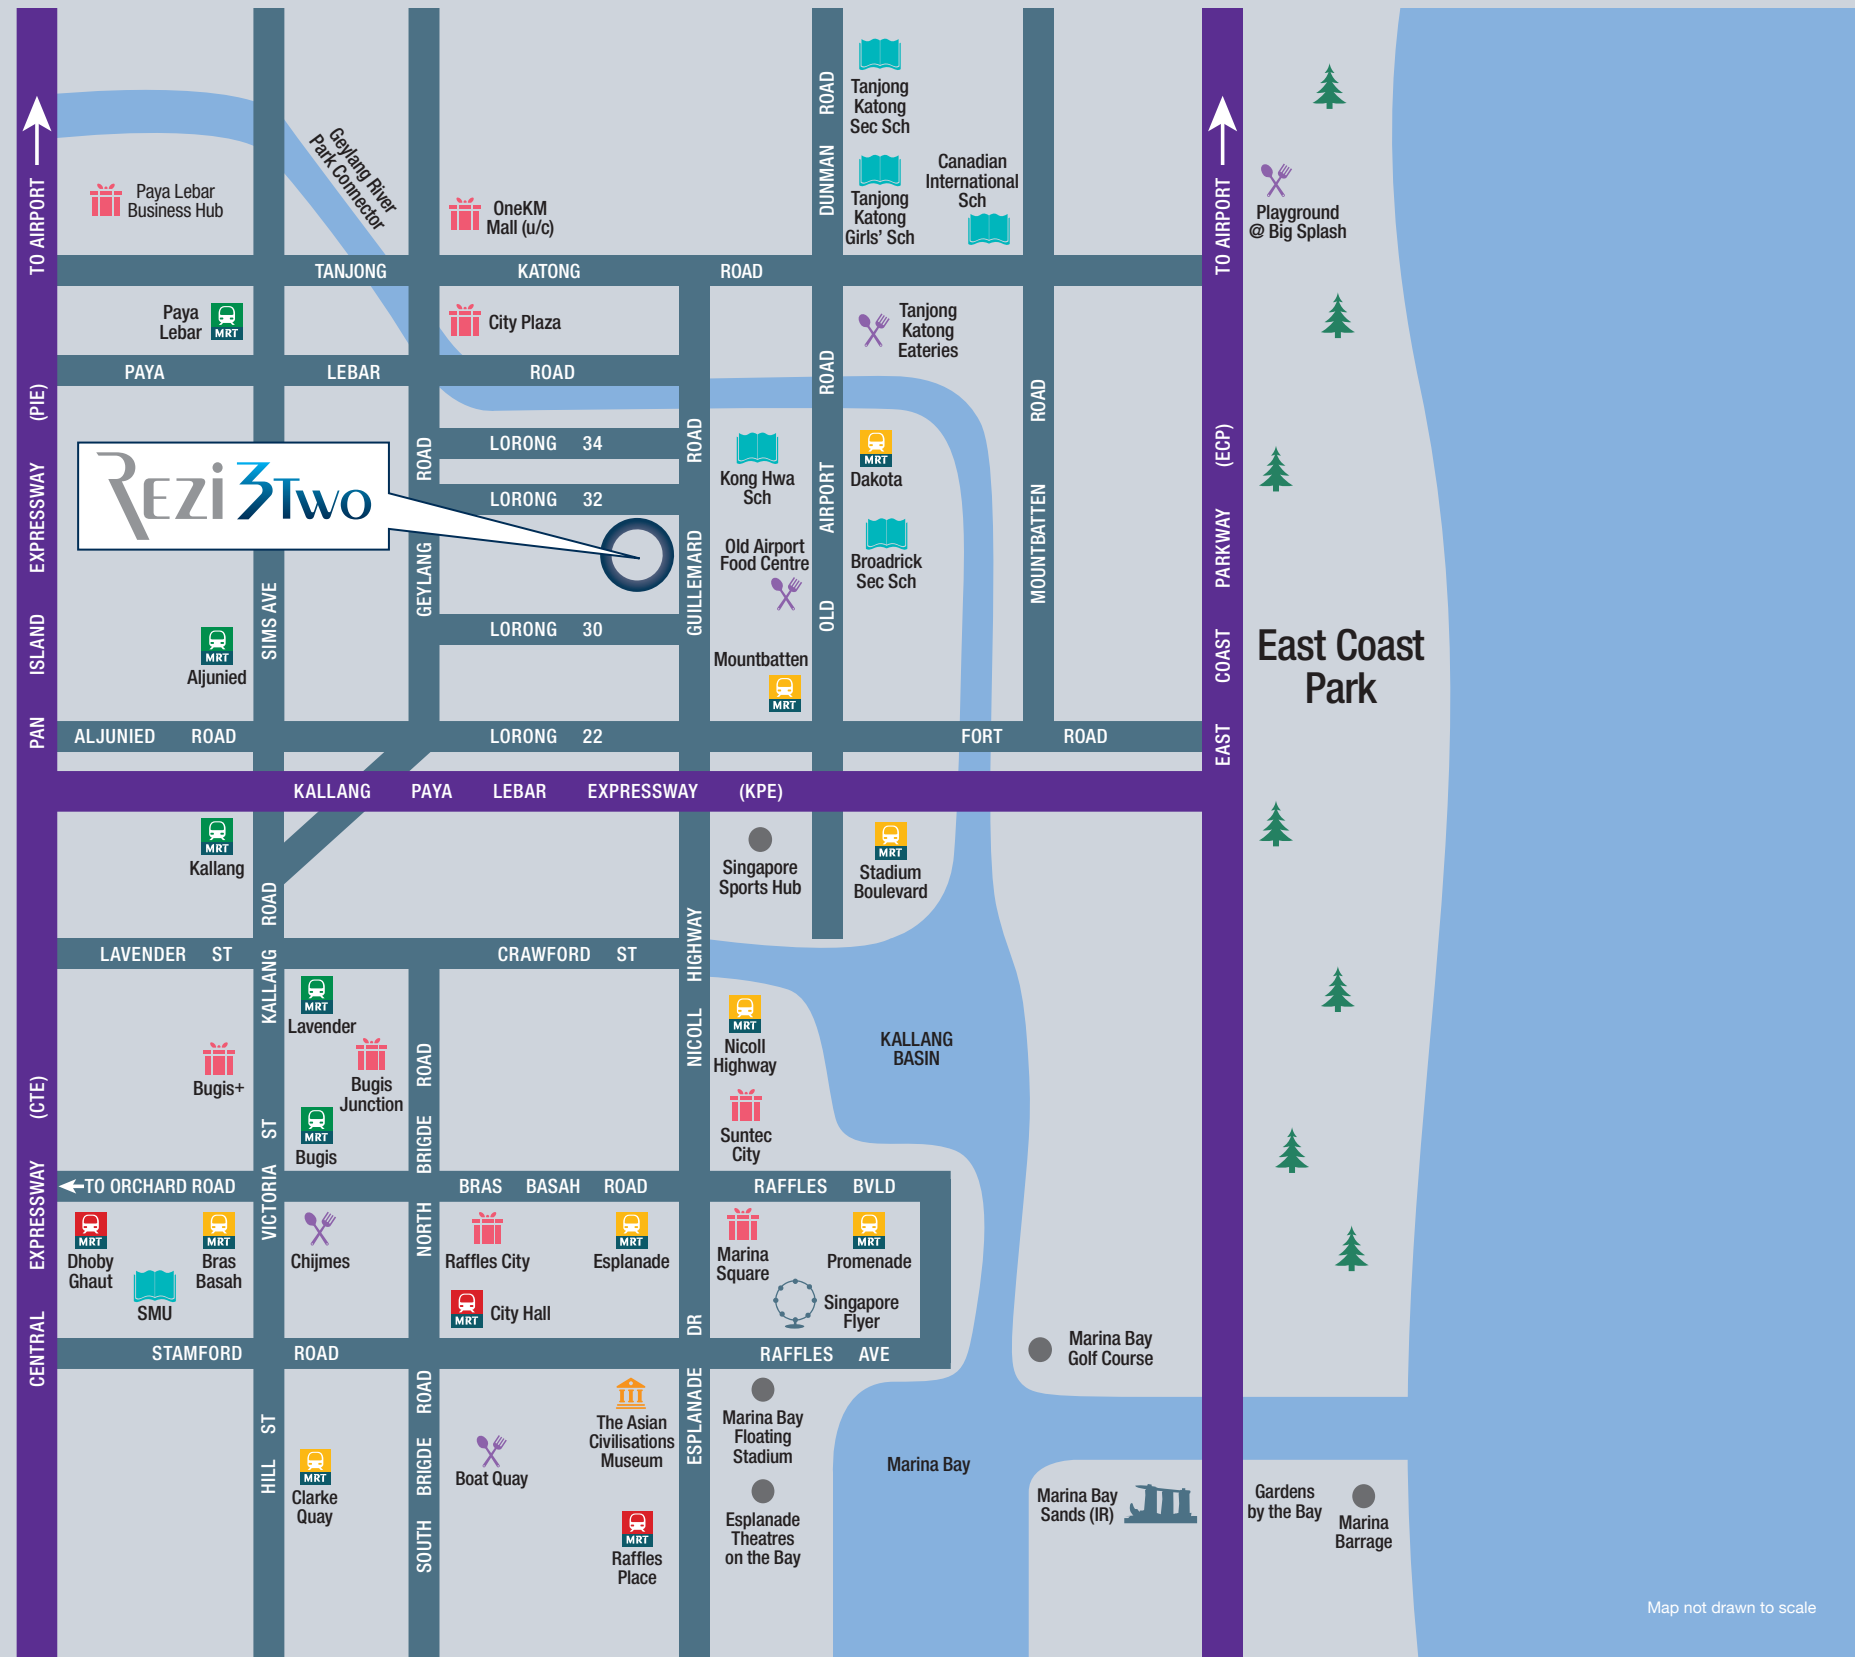 TO AIRPORT
PAN ISLAND EXPRESSWAY (PIE)
CENTRAL EXPRESSWAY (CTE)
Paya Lebar
Business Hub
Geylang River
Park Connector
OneKM
Mall (u/c)
DUNMAN ROAD
Tanjong
Katong
Sec Sch
Tanjong
Katong
Girls' Sch
Canadian
International
Sch
TO AIRPORT
Playground
@ Big Splash
TANJONG KATONG ROAD
Paya
Lebar
MRT
City Plaza
Tanjong
Katong
Eateries
PAYA LEBAR ROAD
LORONG 34
LORONG 32
REZi 3Two
LORONG 30
SIMS AVE
GEYLANG ROAD
GUILLEMARD ROAD
OLD AIRPORT ROAD
MOUNTBATTEN ROAD
EAST COAST PARKWAY (ECP)
Kong Hwa
Sch
MRT
Dakota
Old Airport
Food Centre
Broadrick
Sec Sch
MRT
Aljunied
Mountbatten
MRT
East Coast
Park
ALJUNIED ROAD
LORONG 22
FORT ROAD
KALLANG PAYA LEBAR EXPRESSWAY (KPE)
MRT
Kallang
Singapore
Sports Hub
MRT
Stadium
Boulevard
KALLANG ROAD
NICOLL HIGHWAY
LAVENDER ST
CRAWFORD ST
MRT
Lavender
Bugis+
Bugis
Junction
MRT
Bugis
VICTORIA ST
NORTH BRIGDE ROAD
MRT
Nicoll
Highway
Suntec
City
KALLANG
BASIN
TO ORCHARD ROAD
BRAS BASAH ROAD
RAFFLES BVLD
MRT
Dhoby
Ghaut
SMU
MRT
Bras
Basah
Chijmes
Raffles City
MRT
City Hall
MRT
Esplanade
Marina
Square
MRT
Promenade
Singapore
Flyer
STAMFORD ROAD
RAFFLES AVE
Marina Bay
Golf Course
HILL ST
SOUTH BRIGDE ROAD
ESPLANADE DR
MRT
Clarke
Quay
Boat Quay
The Asian
Civilisations
Museum
MRT
Raffles
Place
Marina Bay
Floating
Stadium
Esplanade
Theatres
on the Bay
Marina Bay
Marina Bay
Sands (IR)
Gardens
by the Bay
Marina
Barrage
Map not drawn to scale